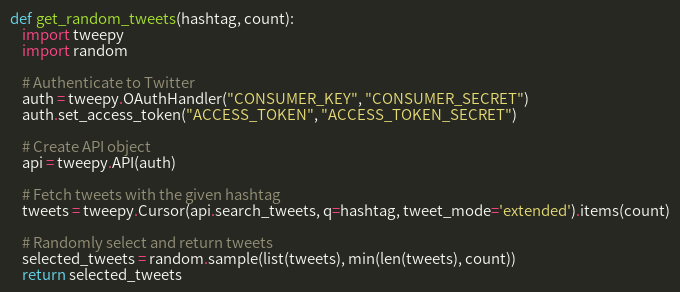 def get_random_tweets(hashtag, count):
import tweepy
import random
# Authenticate to Twitter
auth = tweepy.OAuthHandler("CONSUMER_KEY", "CONSUMER_SECRET")
auth.set_access_token("ACCESS_TOKEN", "ACCESS_TOKEN_SECRET")
# Create API object
api = tweepy.API(auth)
# Fetch tweets with the given hashtag
tweets = tweepy.Cursor(api.search_tweets, q=hashtag, tweet_mode='extended').items(count)
# Randomly select and return tweets
selected_tweets = random.sample(list(tweets), min(len(tweets), count))
return selected_tweets